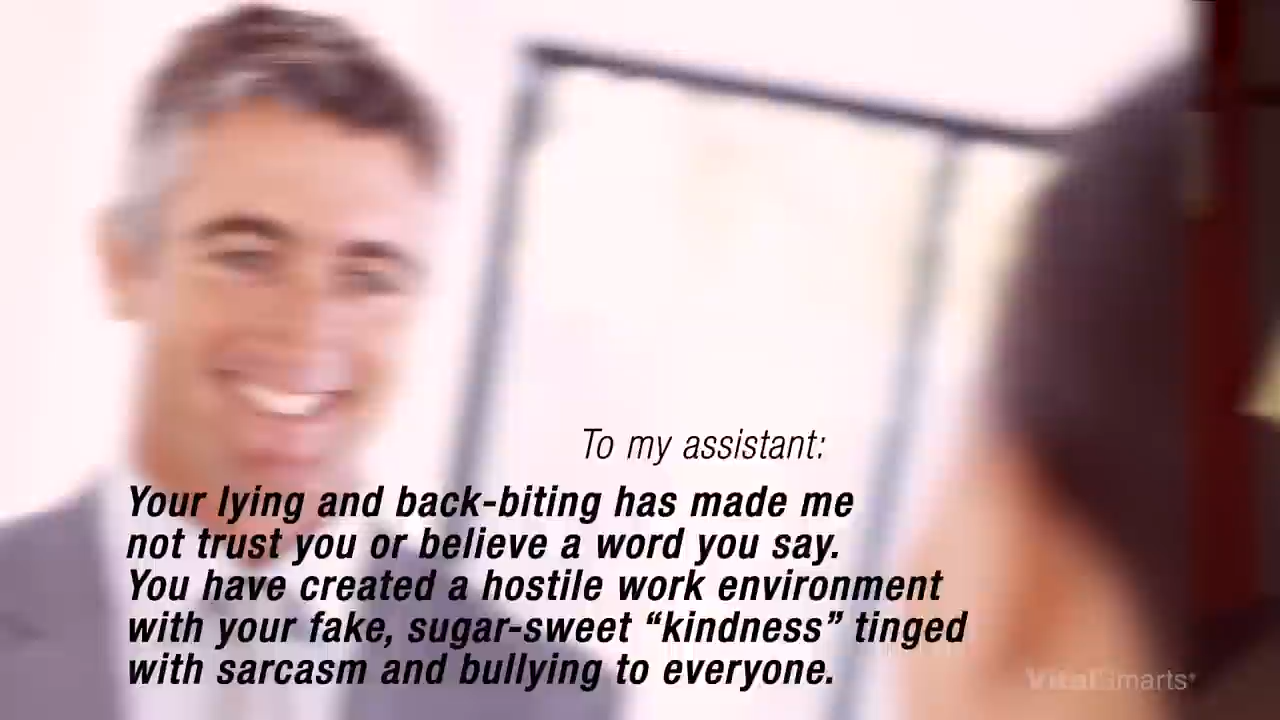 To my assistant:
Your lying and back-biting has made me
not trust you or believe a word you say.
You have created a hostile work environment
with your fake, sugar-sweet “kindness” tinged
with sarcasm and bullying to everyone.
VitalSmarts®